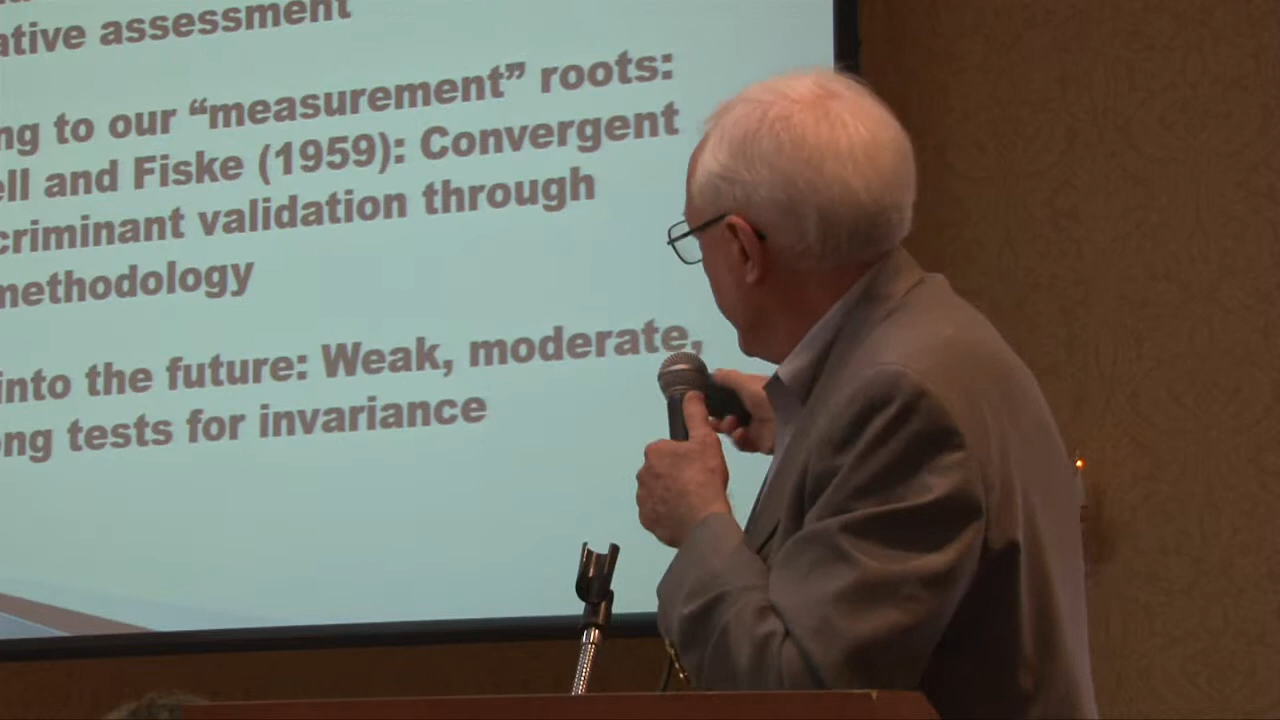 ative assessment
ng to our “measurement” roots:
ell and Fiske (1959): Convergent
criminant validation through
methodology
into the future: Weak, moderate,
ong tests for invariance